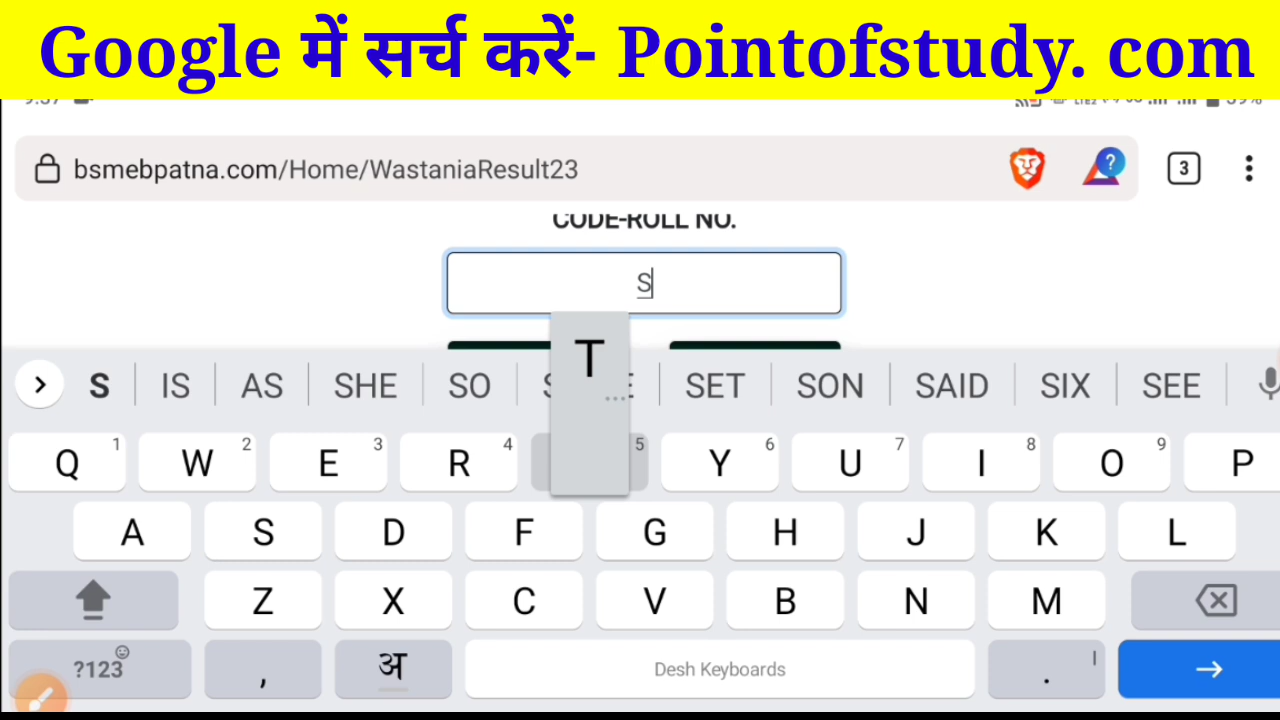 Google में सर्च करें- Pointofstudy. com
bsmebpatna.com/Home/WastaniaResult23 ? 3
CODE-ROLL NO.
S
T
S IS AS SHE SO SET SON SAID SIX SEE
Q 1 W 2 E 3 R 4 5 Y 6 U 7 I 8 O 9 P
A S D F G H J K L
Z X C V B N M
?123 , अ Desh Keyboards .